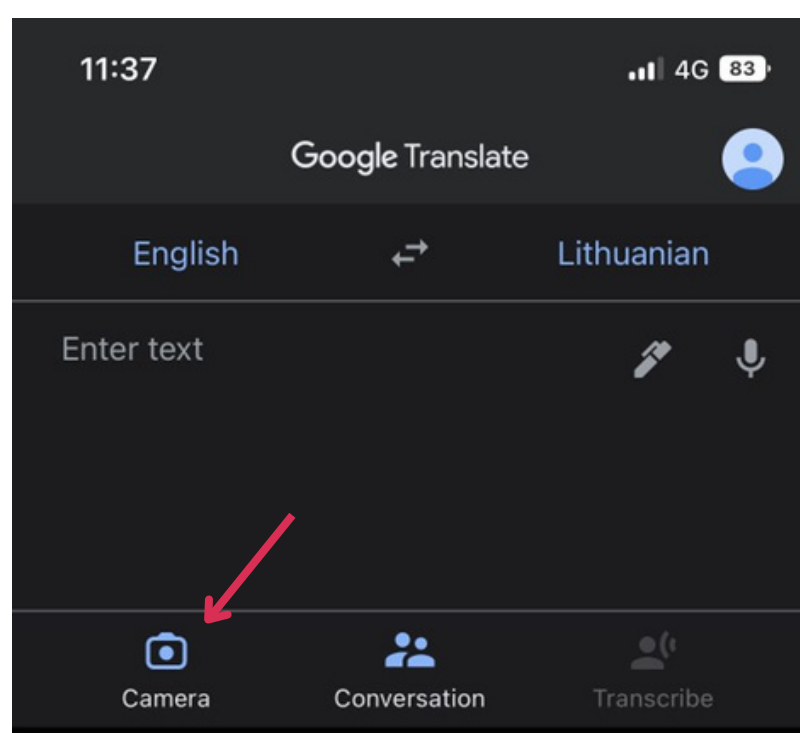 11:37 4G 83
Google Translate
English Lithuanian
Enter text
Camera Conversation Transcribe